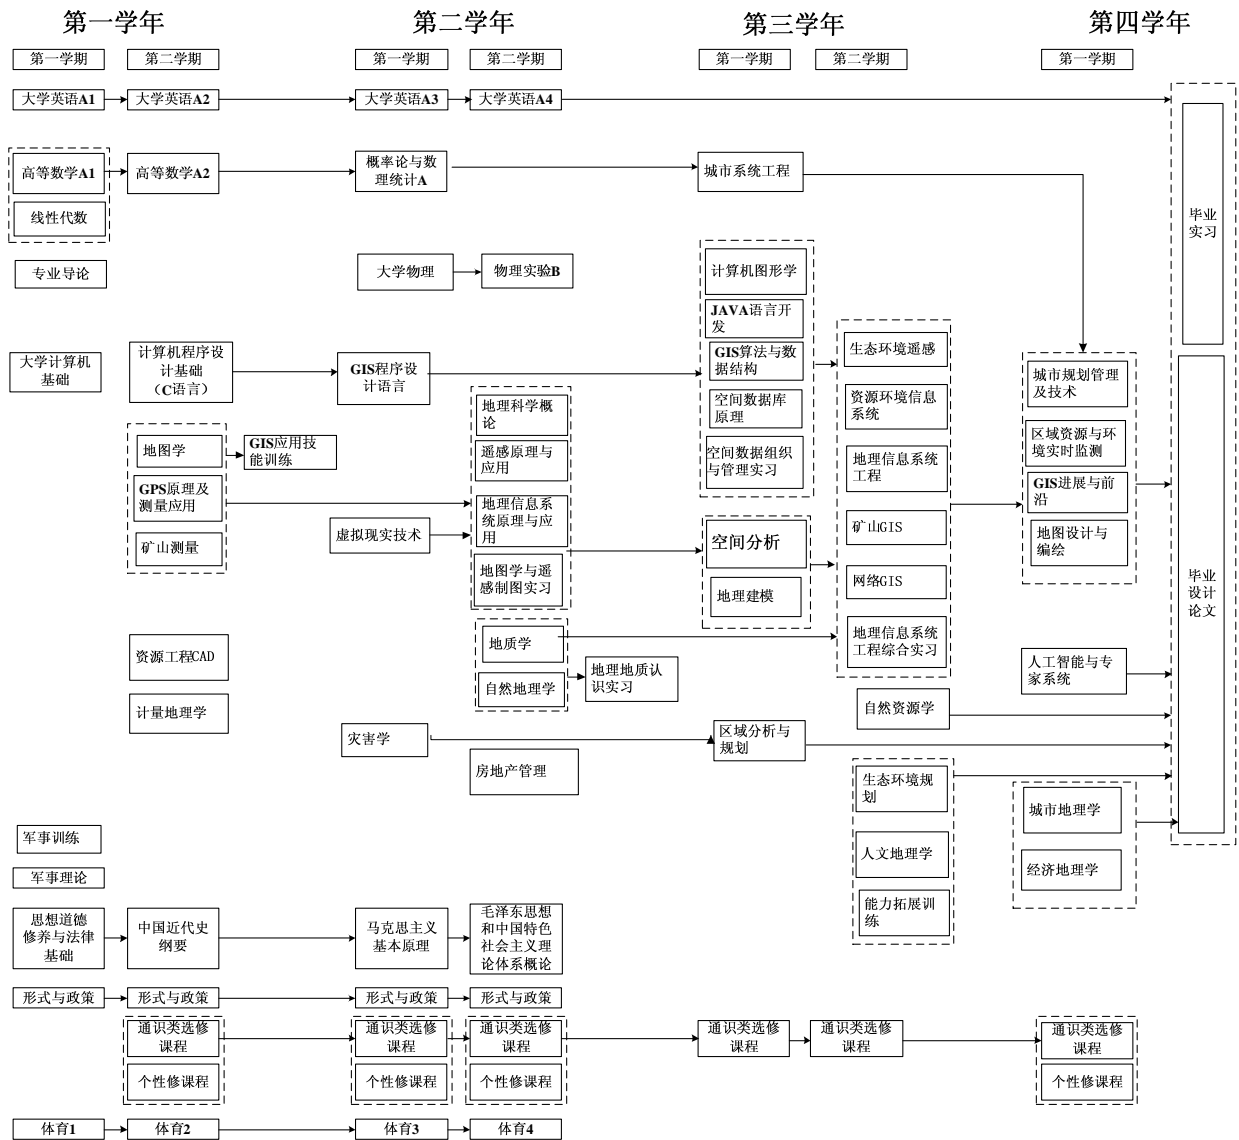 第一学年
第二学年
第三学年
第四学年
第一学期
第二学期
第一学期
第二学期
第一学期
第二学期
第一学期
大学英语A1
大学英语A2
大学英语A3
大学英语A4
高等数学A1
高等数学A2
概率论与数
理统计A
城市系统工程
线性代数
毕业
实习
专业导论
大学物理
物理实验B
计算机图形学
JAVA语言开
发
GIS算法与数
据结构
空间数据库
原理
空间数据组织
与管理实习
大学计算机
基础
计算机程序设
计基础
（C语言）
GIS程序设
计语言
生态环境遥感
资源环境信息
系统
地理信息系统
工程
矿山GIS
网络GIS
地理信息系统
工程综合实习
城市规划管理
及技术
区域资源与环
境实时监测
GIS进展与前
沿
地图设计与
编绘
地理科学概
论
遥感原理与
应用
地理信息系
统原理与应
用
地图学与遥
感制图实习
地图学
GIS应用技
能训练
GPS原理及
测量应用
矿山测量
虚拟现实技术
空间分析
地理建模
毕业
设计
论文
资源工程CAD
地质学
自然地理学
地理地质认
识实习
人工智能与专
家系统
计量地理学
自然资源学
灾害学
区域分析与
规划
房地产管理
生态环境规
划
人文地理学
能力拓展训
练
城市地理学
经济地理学
军事训练
军事理论
思想道德
修养与法律
基础
中国近代史
纲要
马克思主义
基本原理
毛泽东思想
和中国特色
社会主义理
论体系概论
形式与政策
形式与政策
形式与政策
形式与政策
通识类选修
课程
通识类选修
课程
通识类选修
课程
通识类选修
课程
通识类选修
课程
通识类选修
课程
个性修课程
个性修课程
个性修课程
个性修课程
体育1
体育2
体育3
体育4